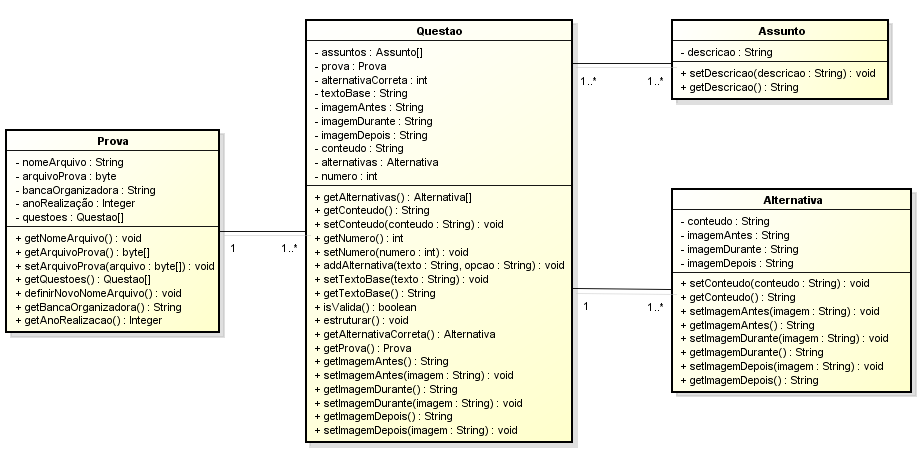 Prova
- nomeArquivo : String
- arquivoProva : byte
- bancaOrganizadora : String
- anoRealização : Integer
- questoes : Questao[]
+ getNomeArquivo() : void
+ getArquivoProva() : byte[]
+ setArquivoProva(arquivo : byte[]) : void
+ getQuestoes() : Questao[]
+ definirNovoNomeArquivo() : void
+ getBancaOrganizadora() : String
+ getAnoRealizacao() : Integer
1
1..*
Questao
- assuntos : Assunto[]
- prova : Prova
- alternativaCorreta : int
- textoBase : String
- imagemAntes : String
- imagemDurante : String
- imagemDepois : String
- conteudo : String
- alternativas : Alternativa
- numero : int
+ getAlternativas() : Alternativa[]
+ getConteudo() : String
+ setConteudo(conteudo : String) : void
+ getNumero() : int
+ setNumero(numero : int) : void
+ addAlternativa(texto : String, opcao : String) : void
+ setTextoBase(texto : String) : void
+ getTextoBase() : String
+ isValida() : boolean
+ estruturar() : void
+ getAlternativaCorreta() : Alternativa
+ getProva() : Prova
+ getImagemAntes() : String
+ setImagemAntes(imagem : String) : void
+ getImagemDurante() : String
+ setImagemDurante(imagem : String) : void
+ getImagemDepois() : String
+ setImagemDepois(imagem : String) : void
1..*
1..*
Assunto
- descricao : String
+ setDescricao(descricao : String) : void
+ getDescricao() : String
1
1..*
Alternativa
- conteudo : String
- imagemAntes : String
- imagemDurante : String
- imagemDepois : String
+ setConteudo(conteudo : String) : void
+ getConteudo() : String
+ setImagemAntes(imagem : String) : void
+ getImagemAntes() : String
+ setImagemDurante(imagem : String) : void
+ getImagemDurante() : String
+ setImagemDepois(imagem : String) : void
+ getImagemDepois() : String